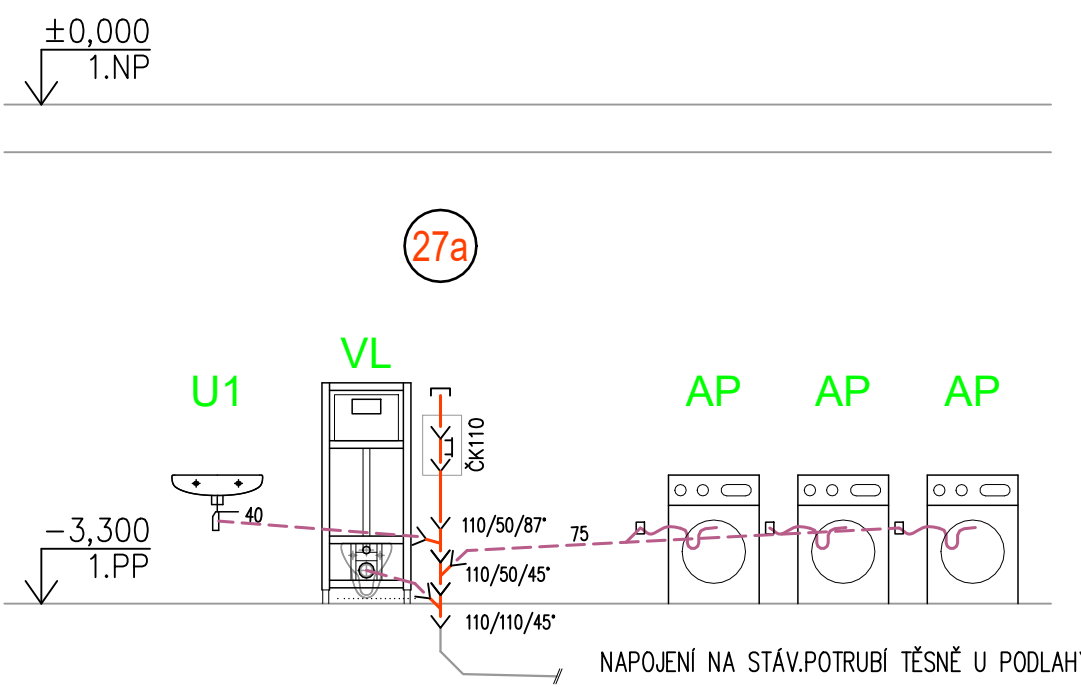 ±0,000
1.NP
27a
VL
U1
AP AP AP
ČK110
40
-3,300
1.PP
110/50/87°
75
110/50/45°
110/110/45°
NAPOJENÍ NA STÁV.POTRUBÍ TĚSNĚ U PODLAHY